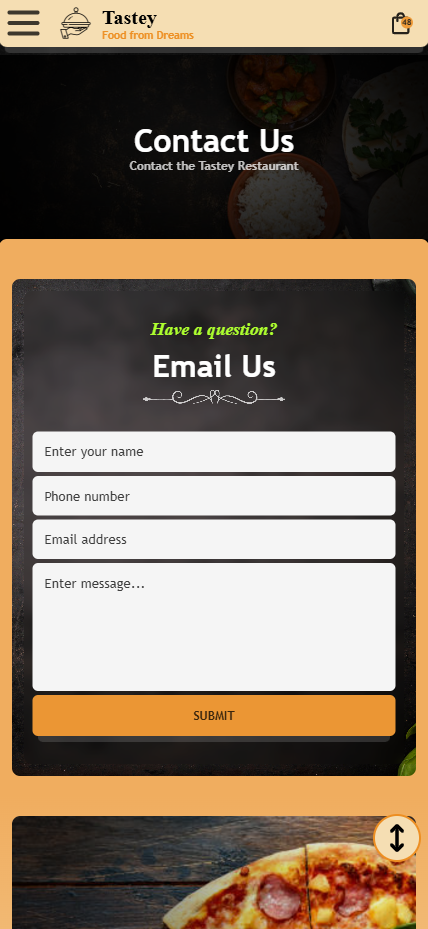 Tastey
Food from Dreams
48
Contact Us
Contact the Tastey Restaurant
Have a question?
Email Us
Enter your name
Phone number
Email address
Enter message...
SUBMIT